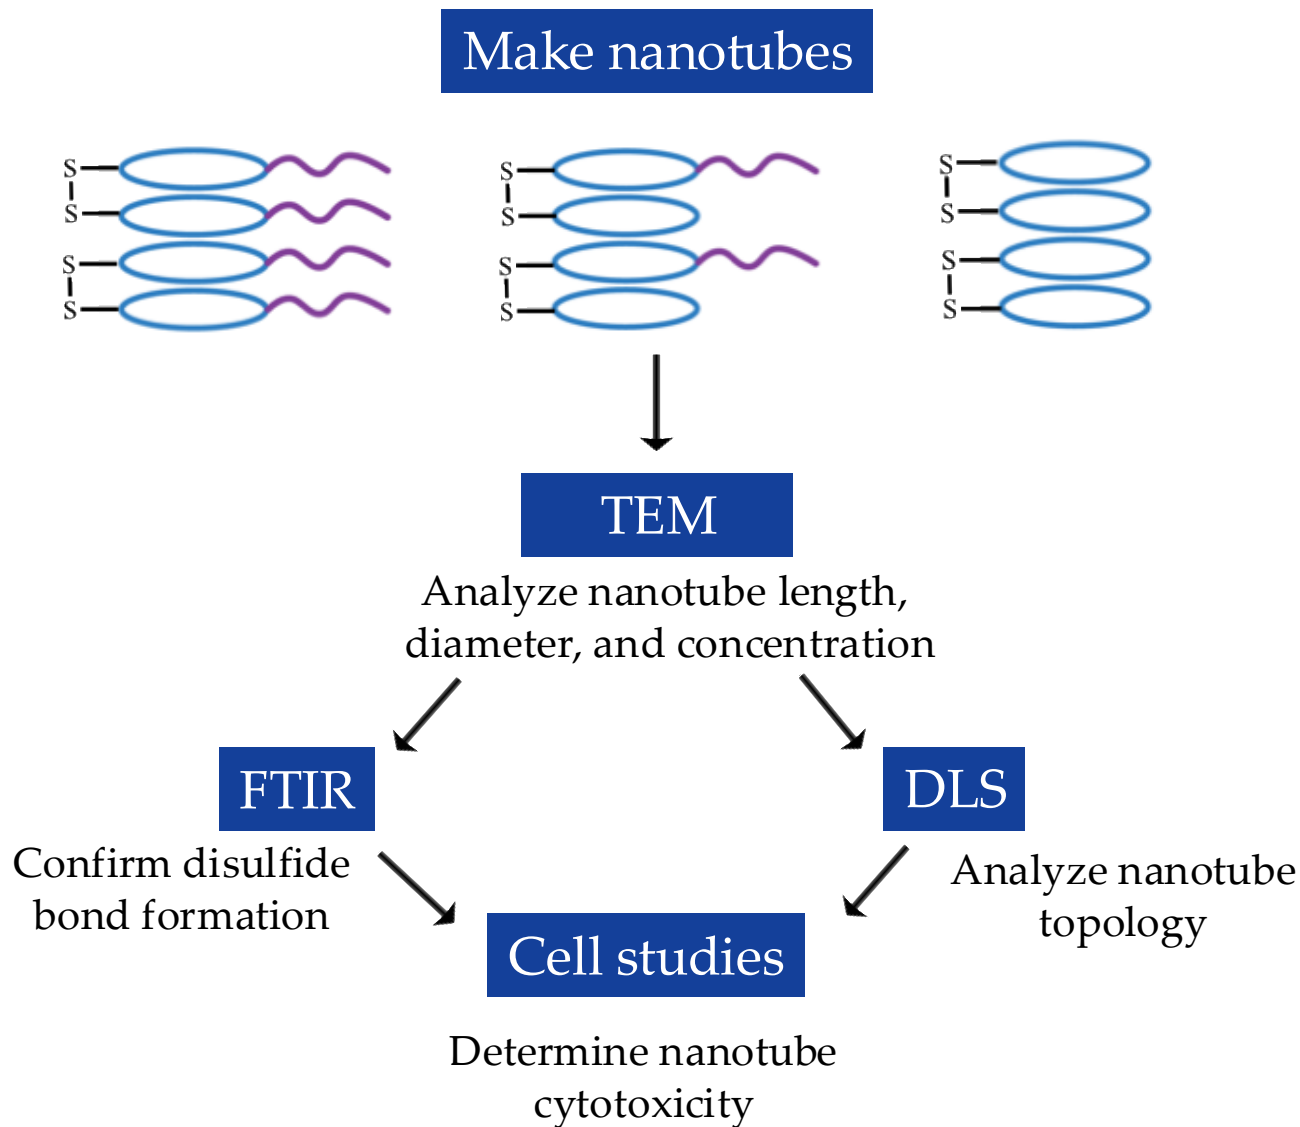 Make nanotubes
S S S
S S S
S S S
S S S
TEM
Analyze nanotube length,
diameter, and concentration
FTIR
DLS
Confirm disulfide
bond formation
Analyze nanotube
topology
Cell studies
Determine nanotube
cytotoxicity